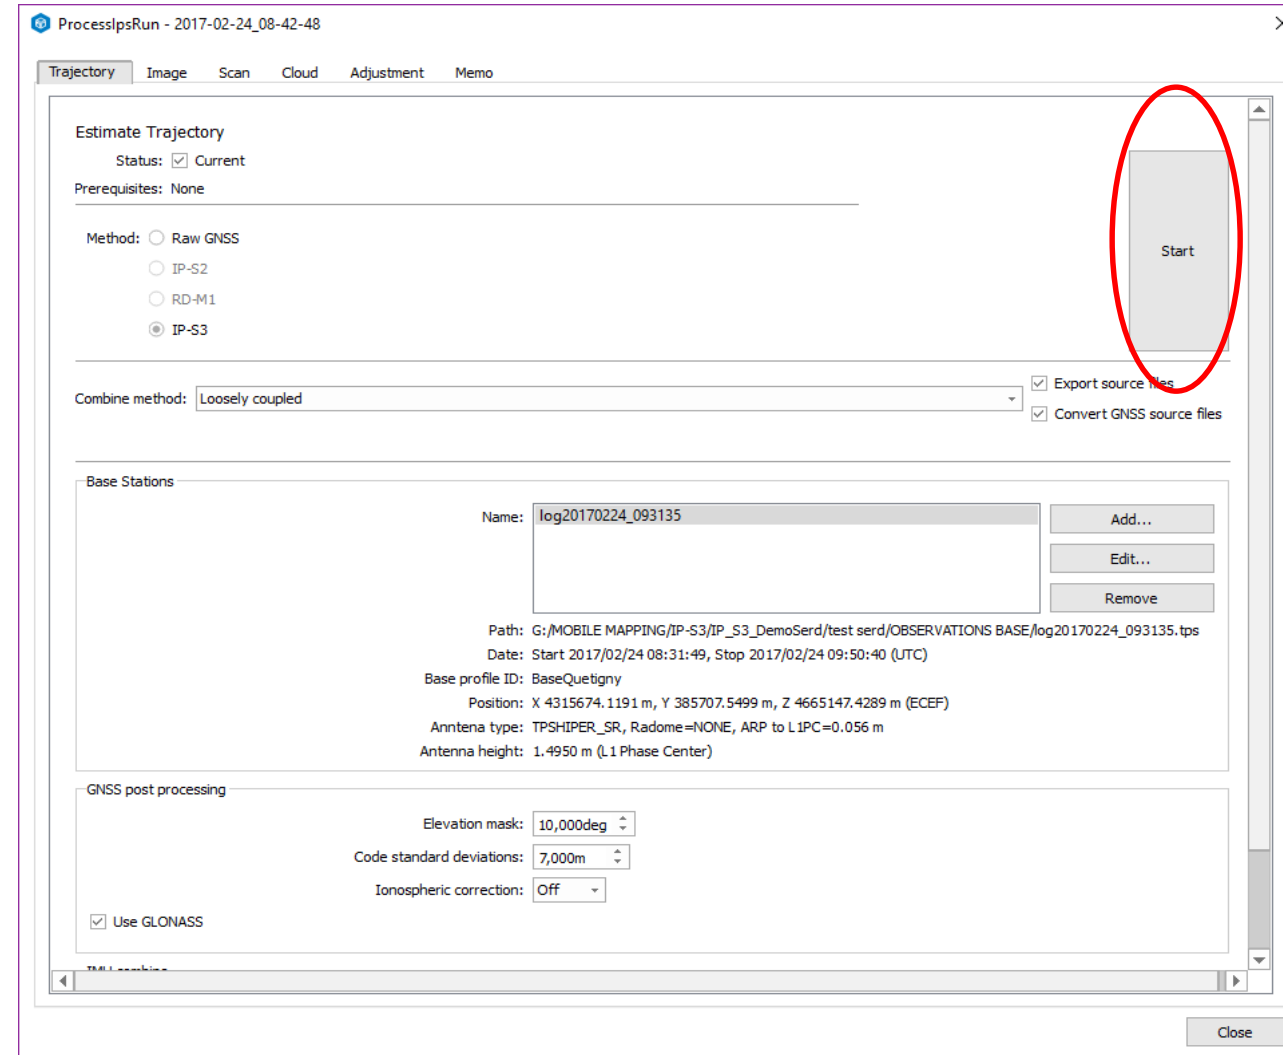 ProcessIpsRun - 2017-02-24_08-42-48
Trajectory Image Scan Cloud Adjustment Memo
Estimate Trajectory
Status: Current
Prerequisites: None
Method: Raw GNSS
IP-S2
RD-M1
IP-S3
Start
Combine method: Loosely coupled
Export source files
Convert GNSS source files
Base Stations
Name: log20170224_093135
Add...
Edit...
Remove
Path: G:/MOBILE MAPPING/IP-S3/IP_S3_DemoSerd/test serd/OBSERVATIONS BASE/log20170224_093135.tps
Date: Start 2017/02/24 08:31:49, Stop 2017/02/24 09:50:40 (UTC)
Base profile ID: BaseQuetigny
Position: X 4315674.1191 m, Y 385707.5499 m, Z 4665147.4289 m (ECEF)
Anntena type: TPSHIPER_SR, Radome=NONE, ARP to L1PC=0.056 m
Antenna height: 1.4950 m (L1 Phase Center)
GNSS post processing
Elevation mask: 10,000deg
Code standard deviations: 7,000m
Ionospheric correction: Off
Use GLONASS
IMU combine
Close